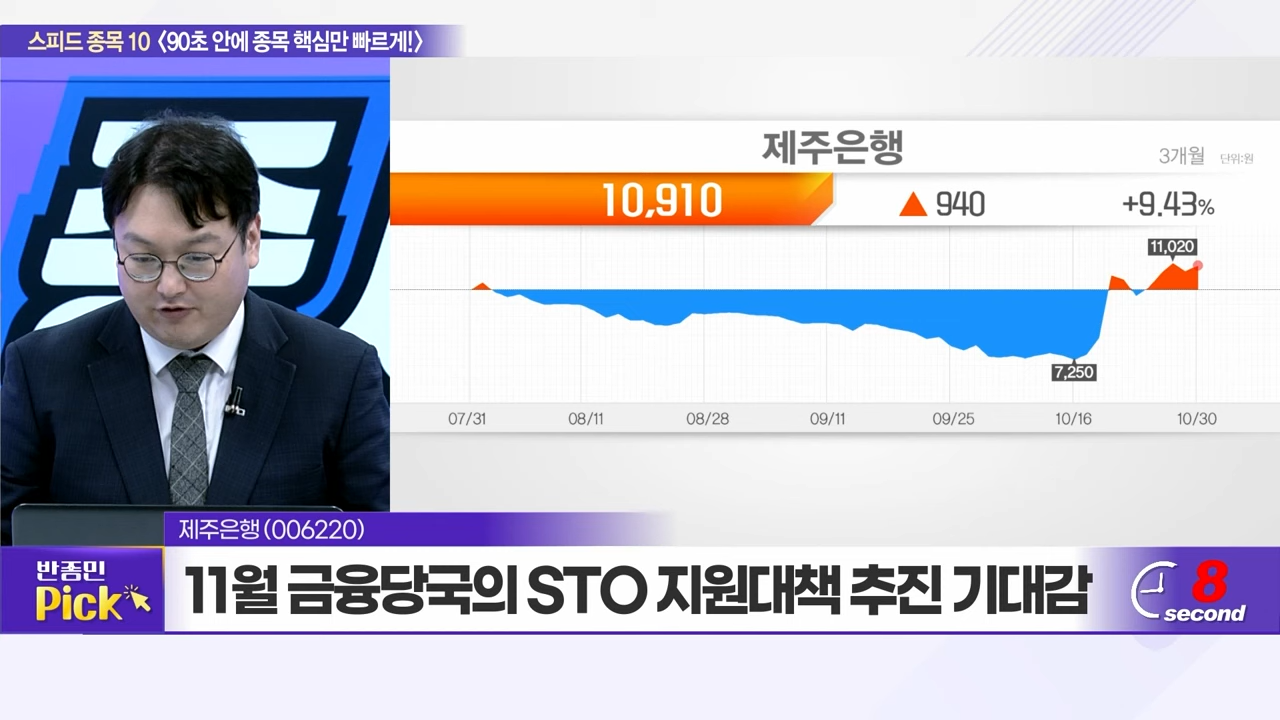 스피드 종목 10 〈90초 안에 종목 핵심만 빠르게!〉
제주은행
3개월 단위:원
10,910 ▲ 940 +9.43%
11,020
7,250
07/31 08/11 08/28 09/11 09/25 10/16 10/30
제주은행 (006220)
반종민
Pick
11월 금융당국의 STO 지원대책 추진 기대감
8
second